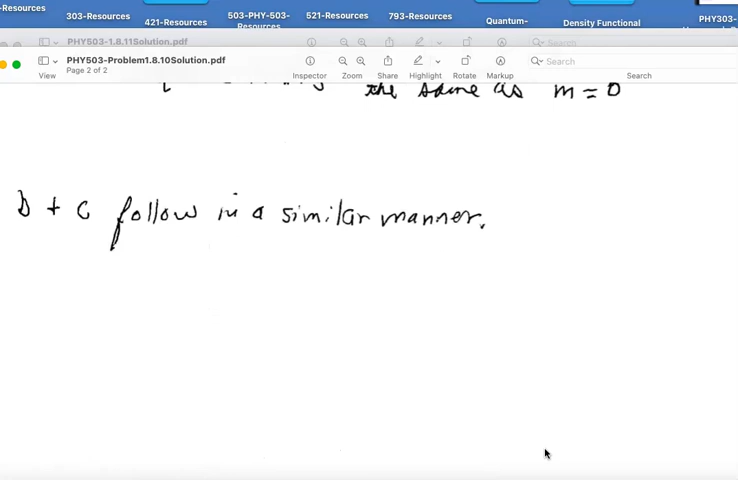 -Resources
303-Resources
421-Resources
503-PHY-503-
Resources
521-Resources
793-Resources
Quantum-
Density Functional
PHY303-
PHY503-1.8.11Solution.pdf
Search
PHY503-Problem1.8.10Solution.pdf
Page 2 of 2
View
Inspector
Zoom
Share
Highlight
Rotate
Markup
Search
Search
the same as m = 0
b + c follow in a similar manner.